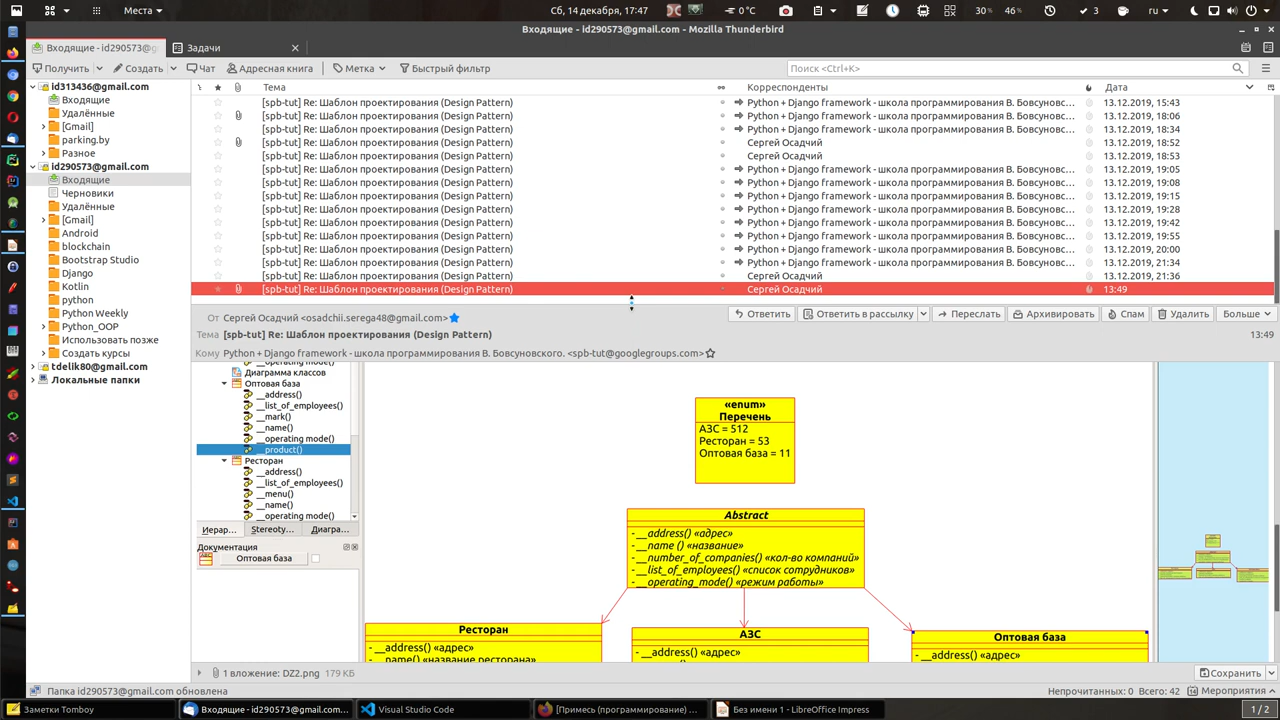 Места
Сб, 14 декабря, 17:47
0°C
30%
46%
3
ru
Входящие - id290573@gmail.com - Mozilla Thunderbird
Входящие - id290573@g
Задачи
Получить
Создать
Чат
Адресная книга
Метка
Быстрый фильтр
Поиск <Ctrl+K>
id313436@gmail.com
Входящие
Удалённые
[Gmail]
parking.by
Разное
id290573@gmail.com
Входящие
Черновики
Удалённые
[Gmail]
Android
blockchain
Bootstrap Studio
Django
Kotlin
python
Python Weekly
Python_OOP
Использовать позже
Создать курсы
tdelik80@gmail.com
Локальные папки
Тема
Корреспонденты
Дата
[spb-tut] Re: Шаблон проектирования (Design Pattern) Python + Django framework - школа программирования В. Бовсуновс... 13.12.2019, 15:43
[spb-tut] Re: Шаблон проектирования (Design Pattern) Python + Django framework - школа программирования В. Бовсуновс... 13.12.2019, 18:06
[spb-tut] Re: Шаблон проектирования (Design Pattern) Python + Django framework - школа программирования В. Бовсуновс... 13.12.2019, 18:34
[spb-tut] Re: Шаблон проектирования (Design Pattern) Сергей Осадчий 13.12.2019, 18:52
[spb-tut] Re: Шаблон проектирования (Design Pattern) Сергей Осадчий 13.12.2019, 18:53
[spb-tut] Re: Шаблон проектирования (Design Pattern) Python + Django framework - школа программирования В. Бовсуновс... 13.12.2019, 19:05
[spb-tut] Re: Шаблон проектирования (Design Pattern) Python + Django framework - школа программирования В. Бовсуновс... 13.12.2019, 19:08
[spb-tut] Re: Шаблон проектирования (Design Pattern) Python + Django framework - школа программирования В. Бовсуновс... 13.12.2019, 19:15
[spb-tut] Re: Шаблон проектирования (Design Pattern) Python + Django framework - школа программирования В. Бовсуновс... 13.12.2019, 19:28
[spb-tut] Re: Шаблон проектирования (Design Pattern) Python + Django framework - школа программирования В. Бовсуновс... 13.12.2019, 19:42
[spb-tut] Re: Шаблон проектирования (Design Pattern) Python + Django framework - школа программирования В. Бовсуновс... 13.12.2019, 19:55
[spb-tut] Re: Шаблон проектирования (Design Pattern) Python + Django framework - школа программирования В. Бовсуновс... 13.12.2019, 20:00
[spb-tut] Re: Шаблон проектирования (Design Pattern) Python + Django framework - школа программирования В. Бовсуновс... 13.12.2019, 21:34
[spb-tut] Re: Шаблон проектирования (Design Pattern) Сергей Осадчий 13.12.2019, 21:36
[spb-tut] Re: Шаблон проектирования (Design Pattern) Сергей Осадчий 13:49
От Сергей Осадчий <osadchii.serega48@gmail.com>
Ответить
Ответить в рассылку
Переслать
Архивировать
Спам
Удалить
Больше
Тема [spb-tut] Re: Шаблон проектирования (Design Pattern) 13:49
Кому Python + Django framework - школа программирования В. Бовсуновского. <spb-tut@googlegroups.com>
__operating mode()
Диаграмма классов
Оптовая база
__address()
__list_of_employees()
__mark()
__name()
__operating mode()
__product()
Ресторан
__address()
__list_of_employees()
__menu()
__name()
__operating mode()
Иерар...
Stereoty...
Диагра...
Документация
Оптовая база
«enum»
Перечень
АЗС = 512
Ресторан = 53
Оптовая база = 11
Abstract
-__address() «адрес»
-__name () «название»
-__number_of_companies() «кол-во компаний»
-__list_of_employees() «список сотрудников»
-__operating_mode() «режим работы»
Ресторан
-__address() «адрес»
-__name() «название ресторана»
АЗС
-__address() «адрес»
Оптовая база
-__address() «адрес»
1 вложение: DZ2.png 179 КБ
Сохранить
Папка id290573@gmail.com обновлена
Непрочитанных: 0 Всего: 42
Мероприятия
Заметки Tomboy
Входящие - id290573@gmail.com...
Visual Studio Code
[Примесь (программирование) ...
Без имени 1 - LibreOffice Impress
1 / 2